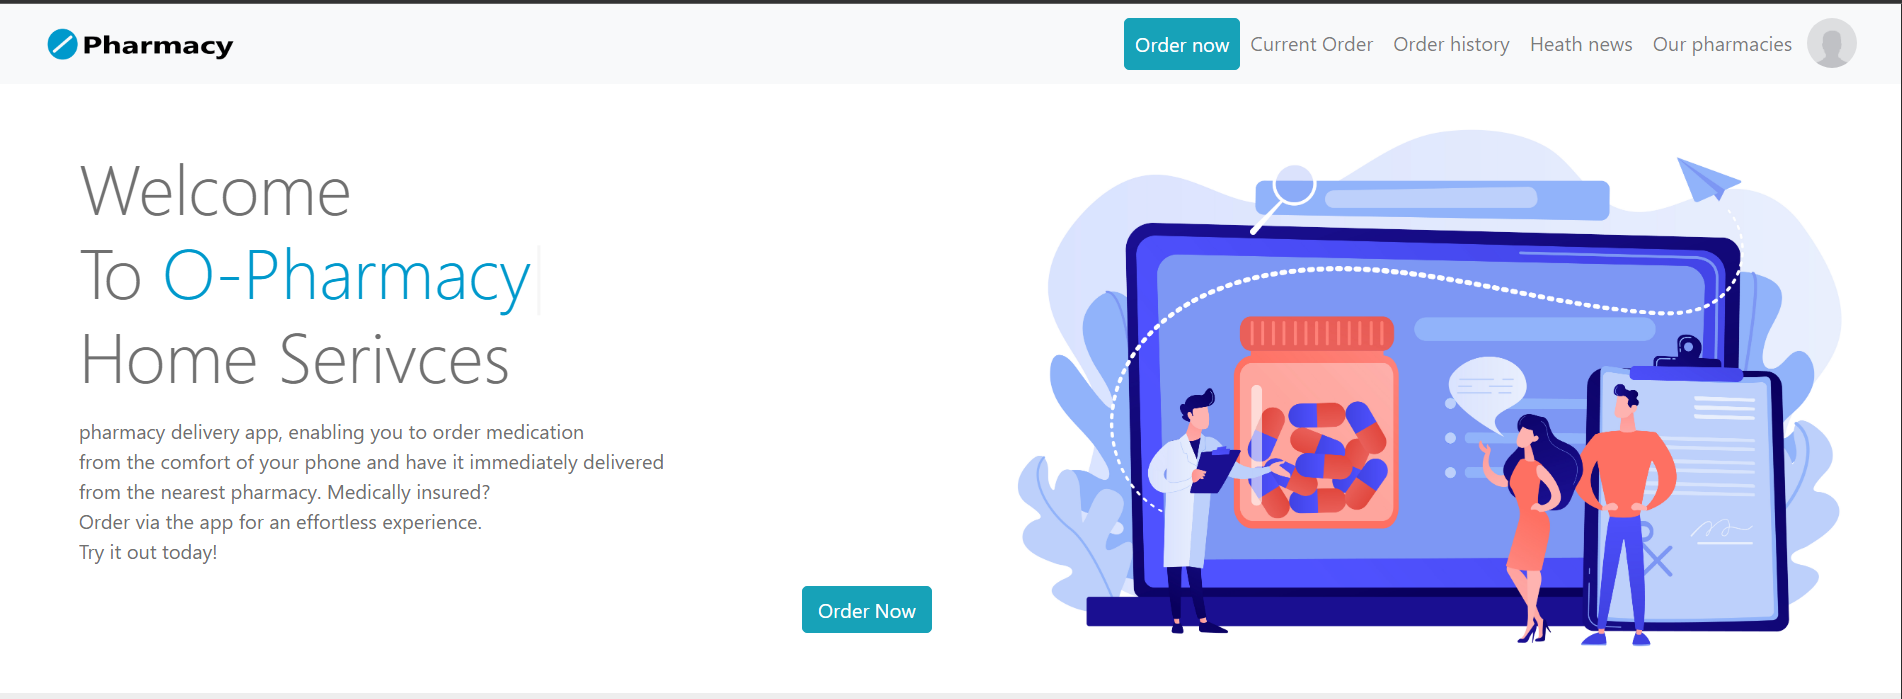 Pharmacy
Order now Current Order Order history Heath news Our pharmacies
Welcome
To O-Pharmacy
Home Serivces
pharmacy delivery app, enabling you to order medication
from the comfort of your phone and have it immediately delivered
from the nearest pharmacy. Medically insured?
Order via the app for an effortless experience.
Try it out today!
Order Now